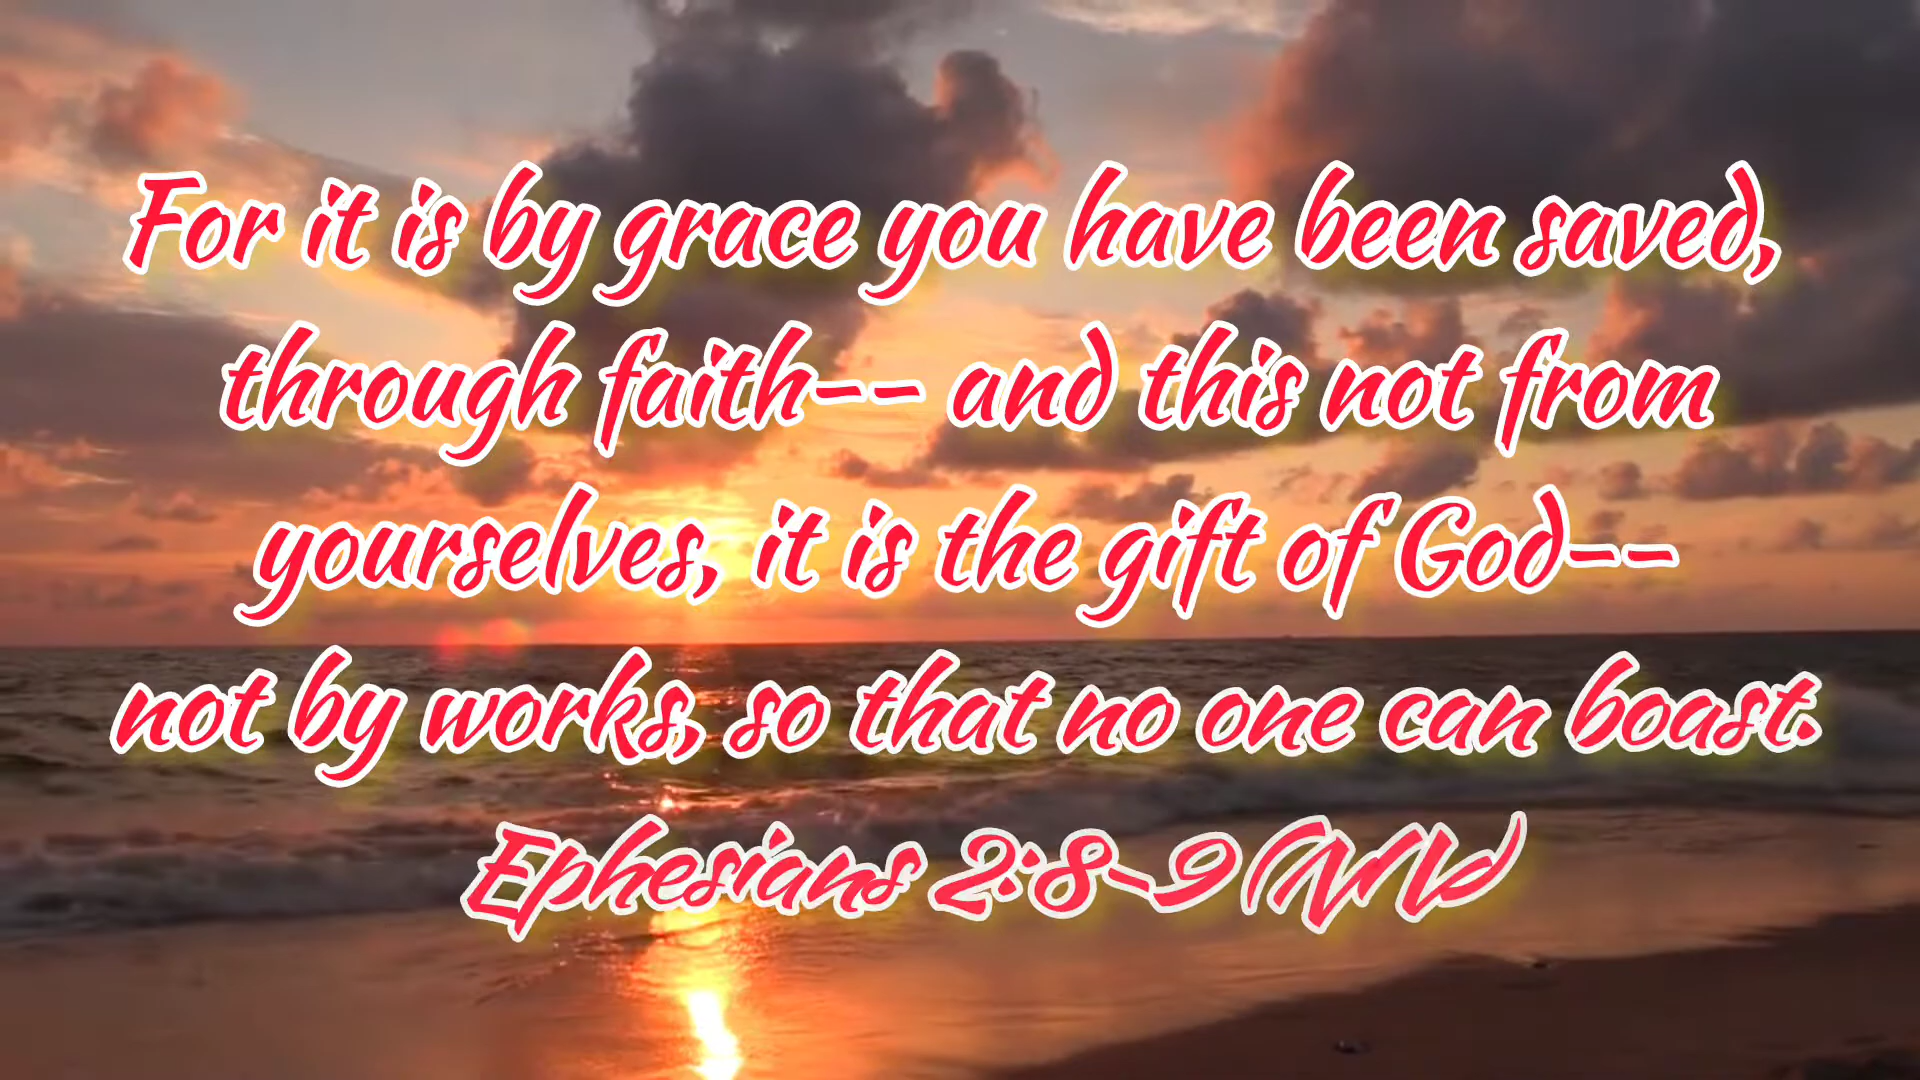 For it is by grace you have been saved,
through faith-- and this not from
yourselves, it is the gift of God--
not by works, so that no one can boast.
Ephesians 2:8-9 (NIV)